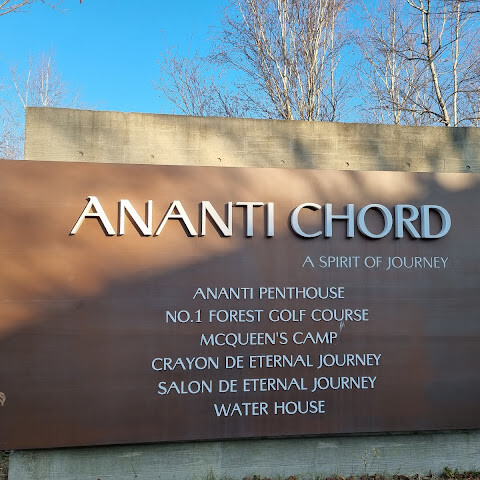 ANANTI CHORD
A SPIRIT OF JOURNEY
ANANTI PENTHOUSE
NO.1 FOREST GOLF COURSE
MCQUEEN'S CAMP
CRAYON DE ETERNAL JOURNEY
SALON DE ETERNAL JOURNEY
WATER HOUSE